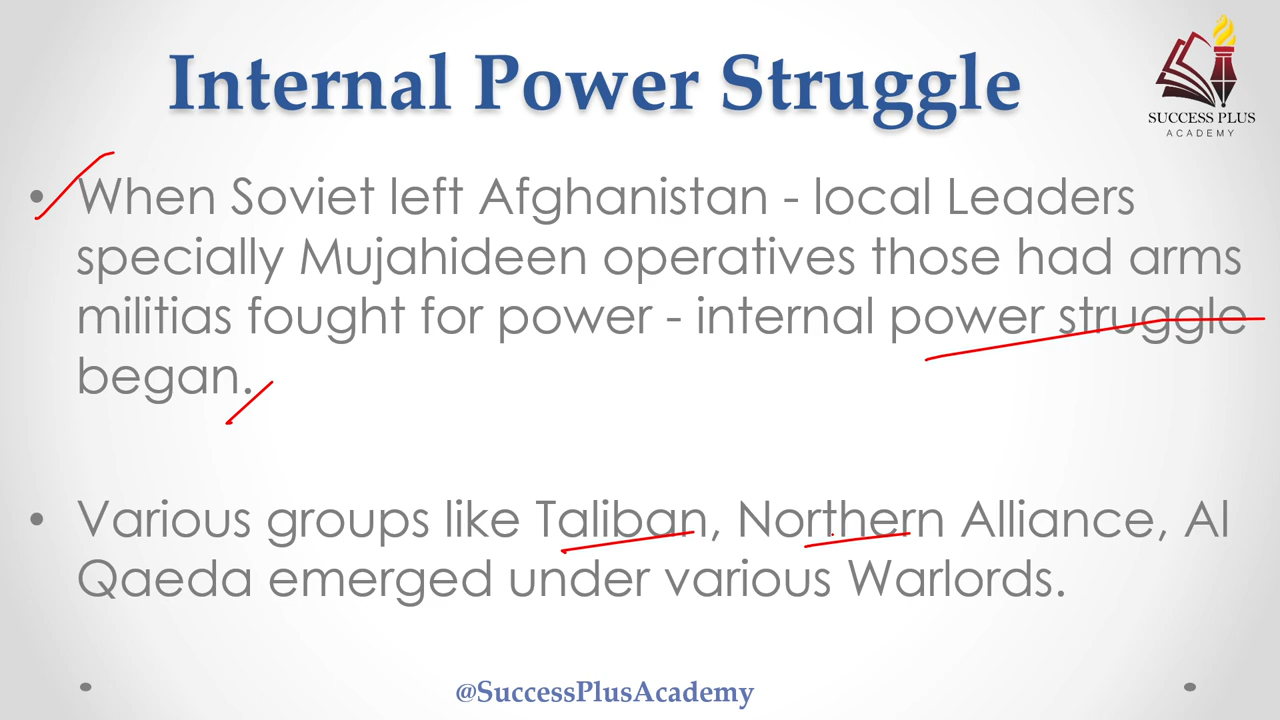 Internal Power Struggle
SUCCESS PLUS
ACADEMY
• When Soviet left Afghanistan - local Leaders
specially Mujahideen operatives those had arms
militias fought for power - internal power struggle
began.
• Various groups like Taliban, Northern Alliance, Al
Qaeda emerged under various Warlords.
@SuccessPlusAcademy